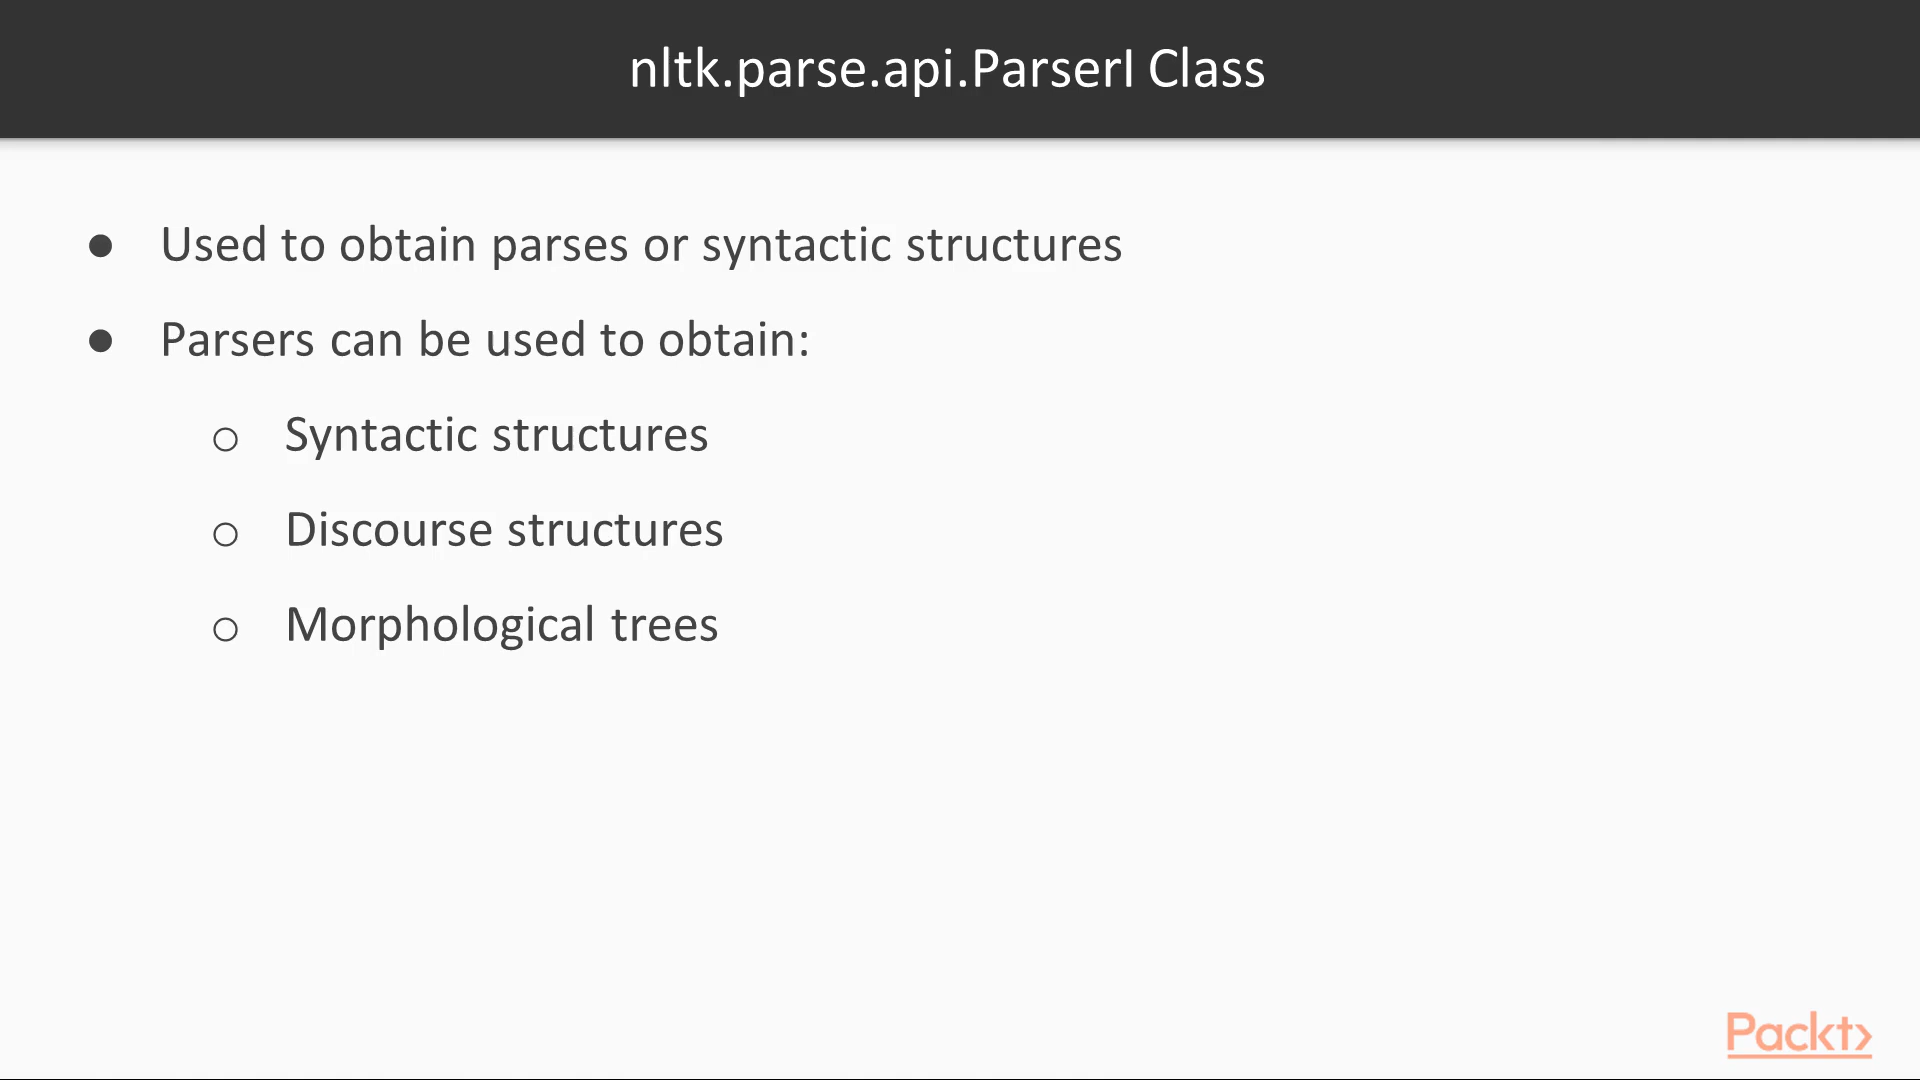 nltk.parse.api.ParserI Class
● Used to obtain parses or syntactic structures
● Parsers can be used to obtain:
○ Syntactic structures
○ Discourse structures
○ Morphological trees
Packt>